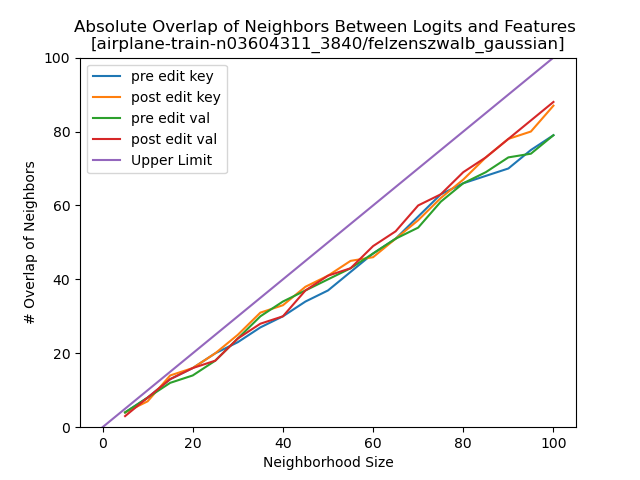 Absolute Overlap of Neighbors Between Logits and Features
[airplane-train-n03604311_3840/felzenszwalb_gaussian]
pre edit key
post edit key
pre edit val
post edit val
Upper Limit
# Overlap of Neighbors
100
80
60
40
20
0
0 20 40 60 80 100
Neighborhood Size